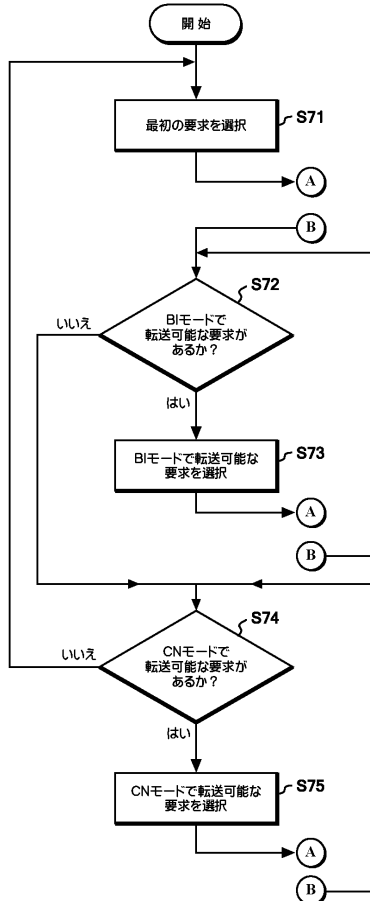 開 始
最初の要求を選択
S71
A
B
S72
BIモードで
転送可能な要求が
あるか？
いいえ
はい
BIモードで転送可能な
要求を選択
S73
A
B
S74
CNモードで
転送可能な要求が
あるか？
いいえ
はい
CNモードで転送可能な
要求を選択
S75
A
B